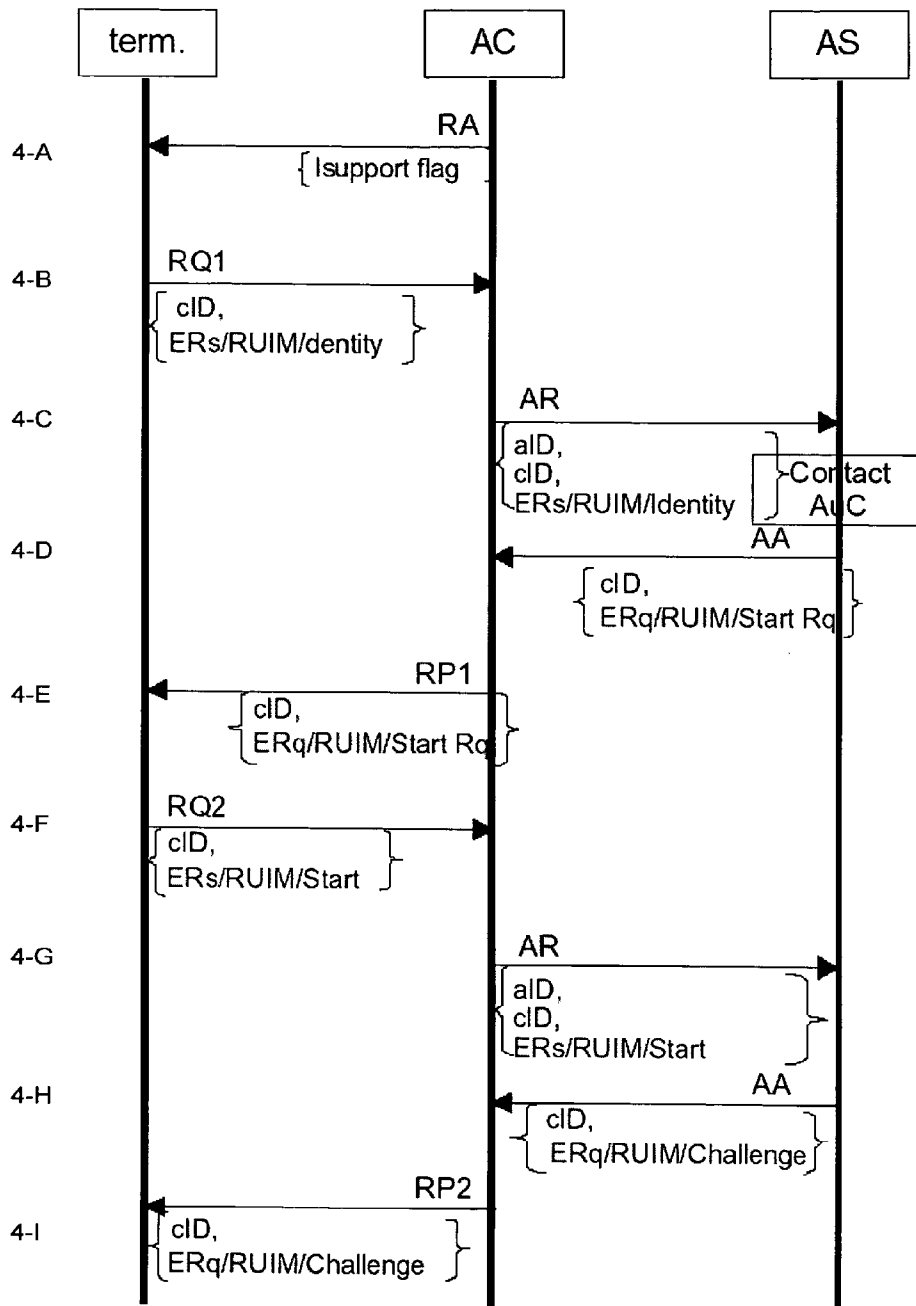 term.
AC
AS
4-A
RA
Isupport flag
4-B
RQ1
cID,
ERs/RUIM/dentity
4-C
AR
aID,
cID,
ERs/RUIM/Identity
Contact
AuC
4-D
AA
cID,
ERq/RUIM/Start Rq
4-E
RP1
cID,
ERq/RUIM/Start Rq
4-F
RQ2
cID,
ERs/RUIM/Start
4-G
AR
aID,
cID,
ERs/RUIM/Start
4-H
AA
cID,
ERq/RUIM/Challenge
4-I
RP2
cID,
ERq/RUIM/Challenge